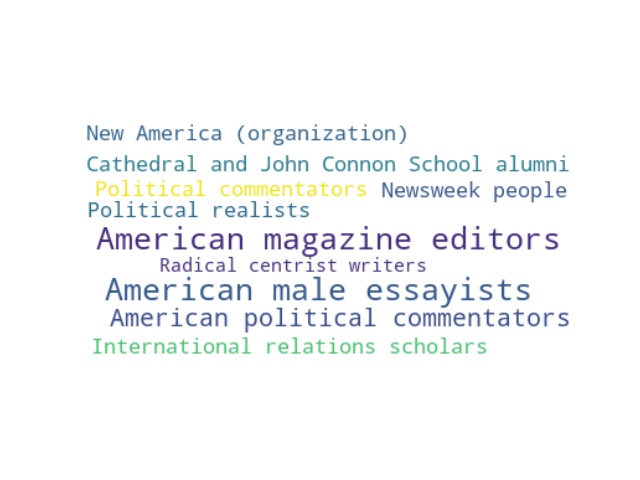 New America (organization)
Cathedral and John Connon School alumni
Political commentators Newsweek people
Political realists
American magazine editors
Radical centrist writers
American male essayists
American political commentators
International relations scholars